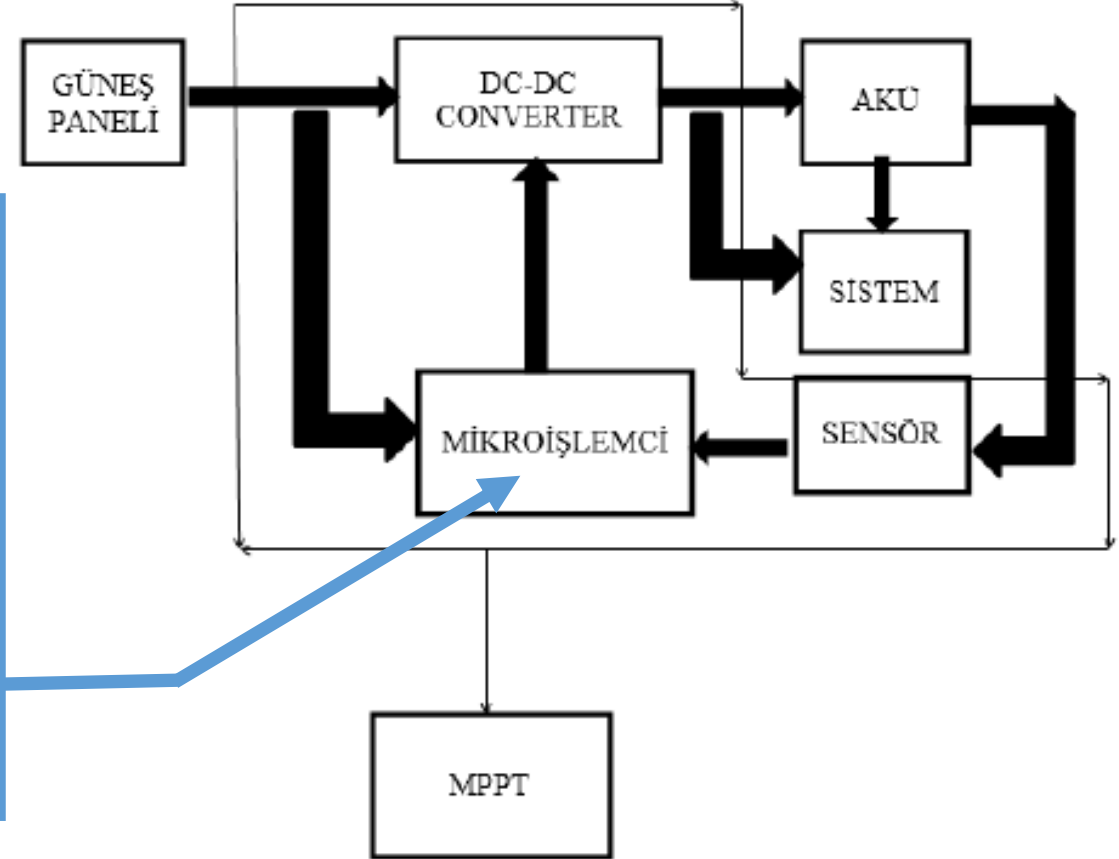 GÜNEŞ
PANELİ
DC-DC
CONVERTER
AKÜ
SİSTEM
MİKROİŞLEMCİ
SENSÖR
MPPT